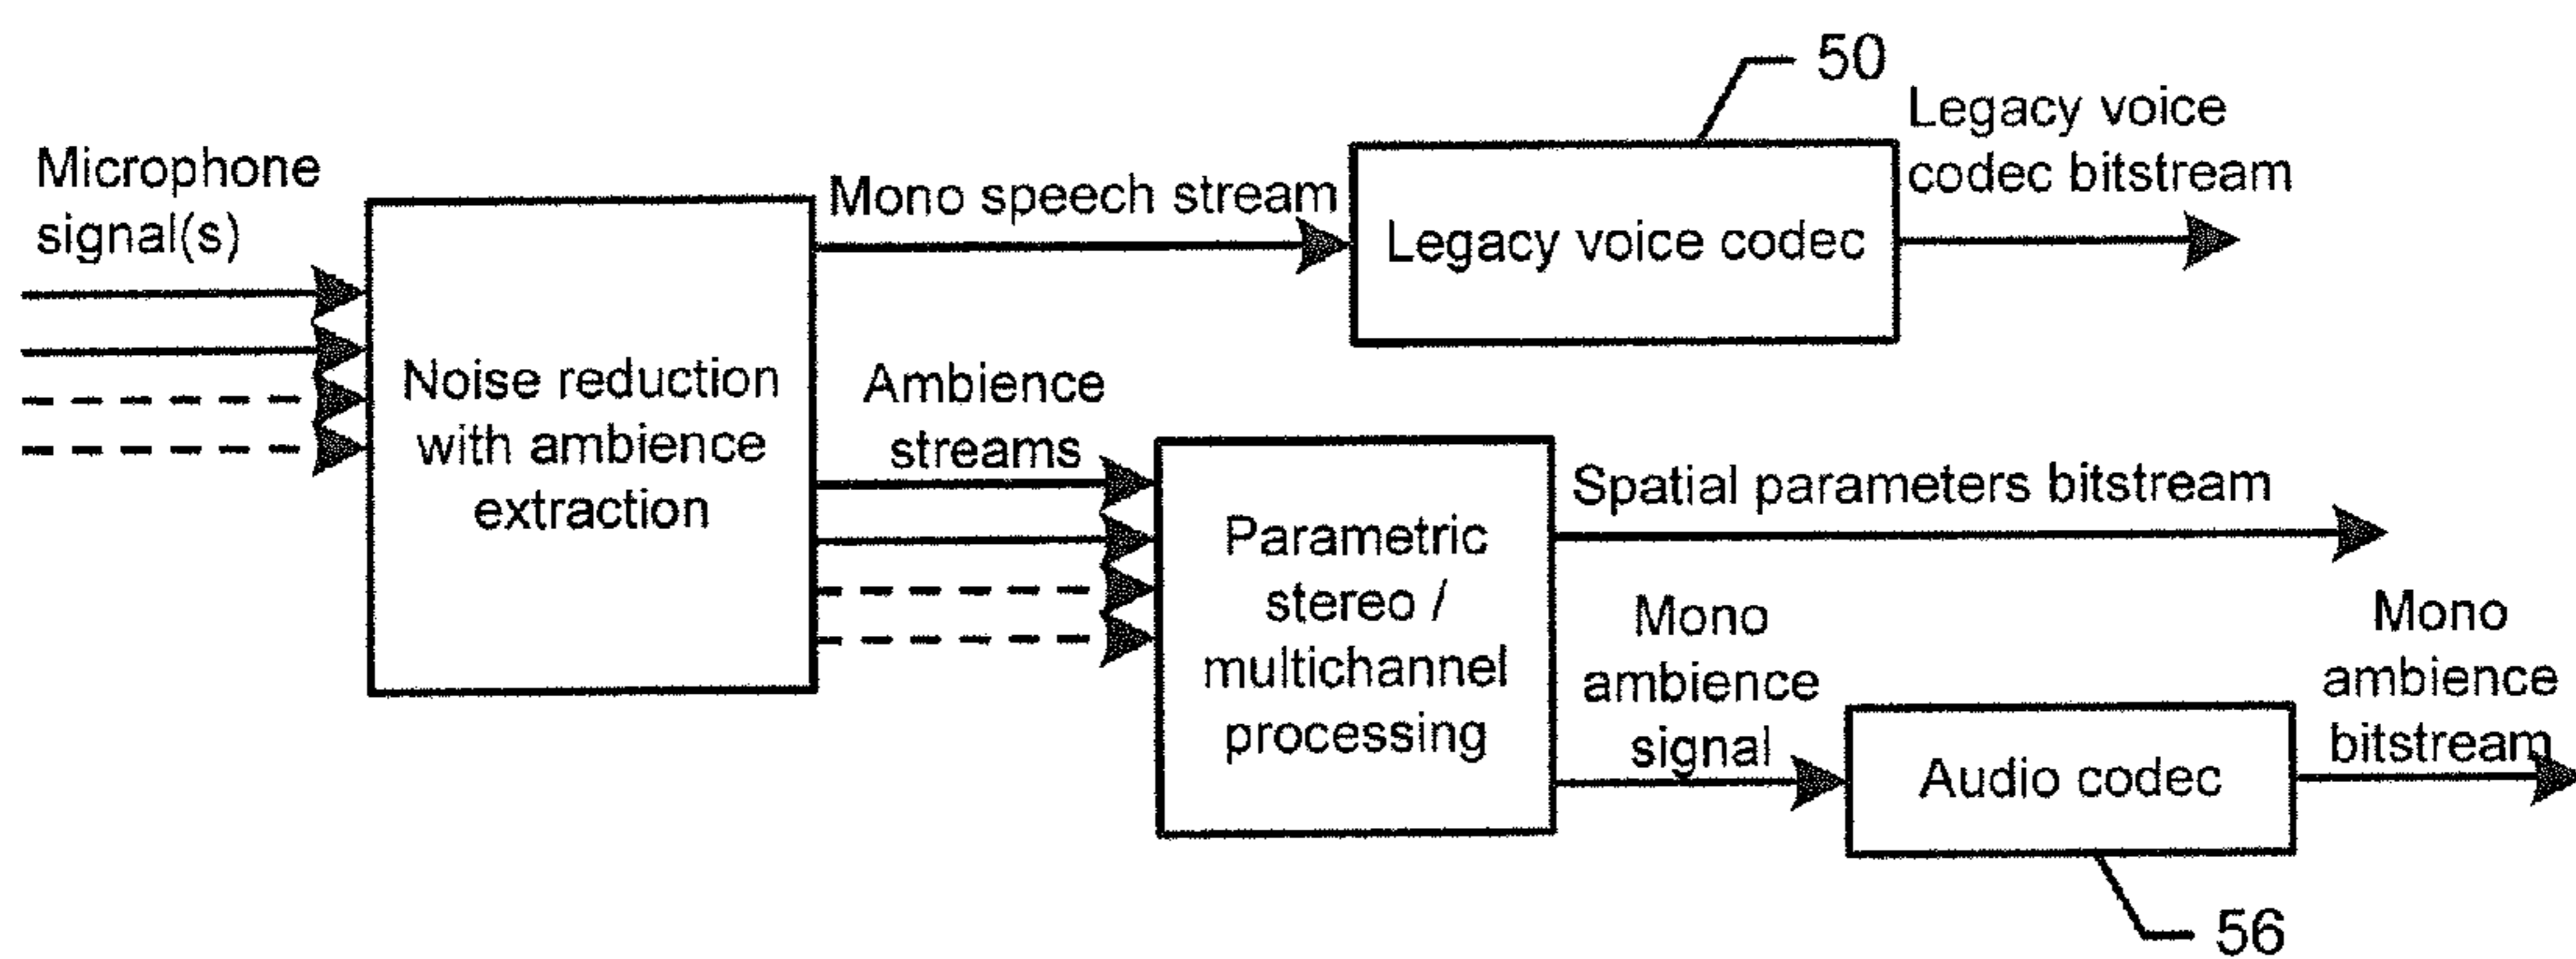 50
Legacy voice
codec bitstream
Microphone
signal(s)
Mono speech stream
Legacy voice codec
Noise reduction
with ambience
extraction
Ambience
streams
Spatial parameters bitstream
Parametric
stereo /
multichannel
processing
Mono
ambience
signal
Mono
ambience
bitstream
Audio codec
56